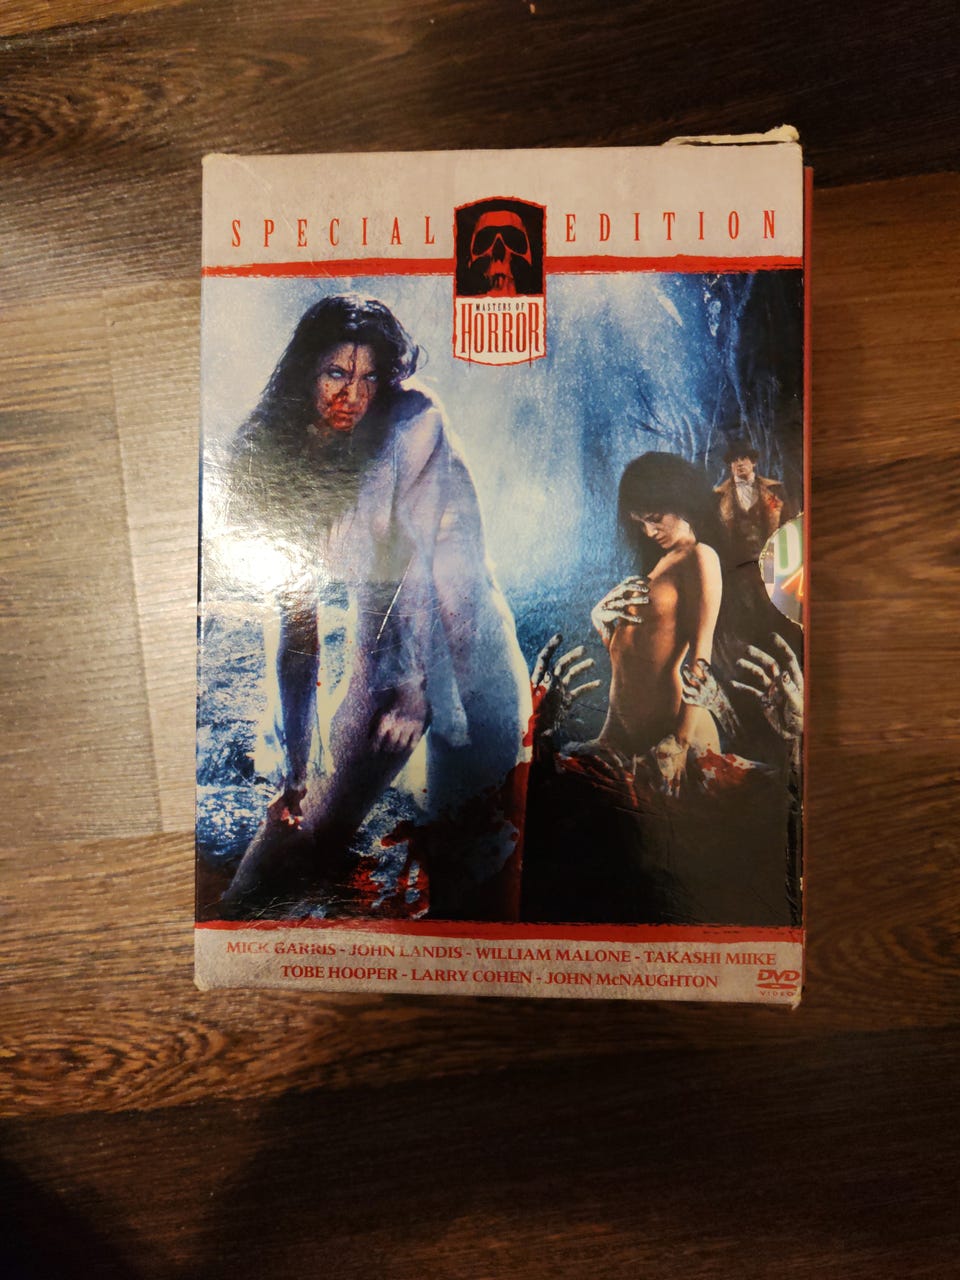 SPECIAL EDITION
MASTERS OF
HORROR
MICK GARRIS - JOHN LANDIS - WILLIAM MALONE - TAKASHI MIIKE
TOBE HOOPER - LARRY COHEN - JOHN McNAUGHTON
DVD
VIDEO